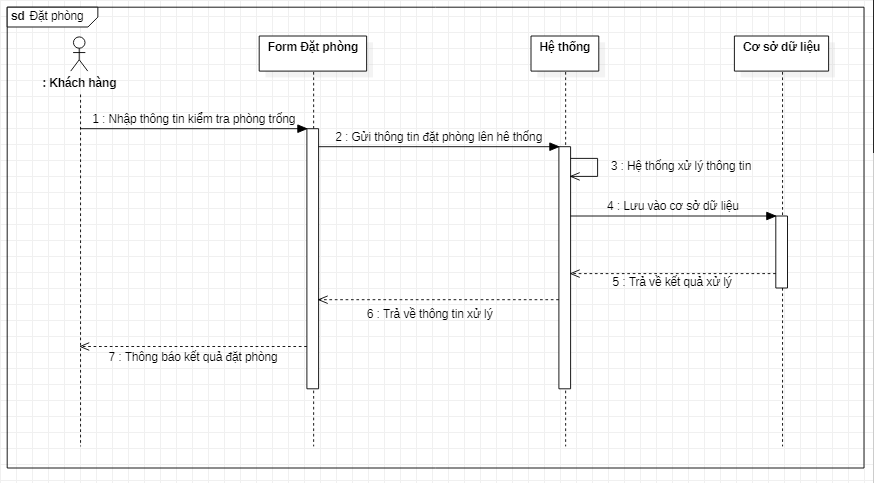 sd Đặt phòng
: Khách hàng
Form Đặt phòng
Hệ thống
Cơ sở dữ liệu
1 : Nhập thông tin kiểm tra phòng trống
2 : Gửi thông tin đặt phòng lên hệ thống
3 : Hệ thống xử lý thông tin
4 : Lưu vào cơ sở dữ liệu
5 : Trả về kết quả xử lý
6 : Trả về thông tin xử lý
7 : Thông báo kết quả đặt phòng